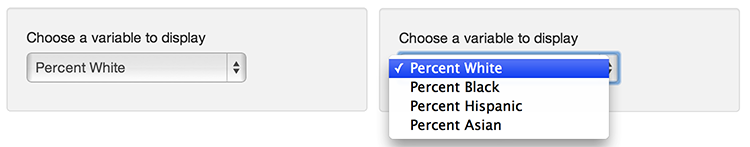 Choose a variable to display
Percent White
Choose a variable to display
✓ Percent White
Percent Black
Percent Hispanic
Percent Asian